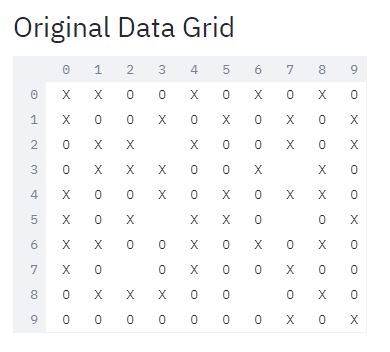 Original Data Grid
0 1 2 3 4 5 6 7 8 9
0 X X O O X O X O X O
1 X O O X O X O X O X
2 O X X X O O X O X
3 O X X X O O X X O
4 X O O X O X O X X O
5 X O X X X O O X
6 X X O O X O X O X O
7 X O O X O O X O O
8 O X X X O O O X O
9 O O O O O O O X O X